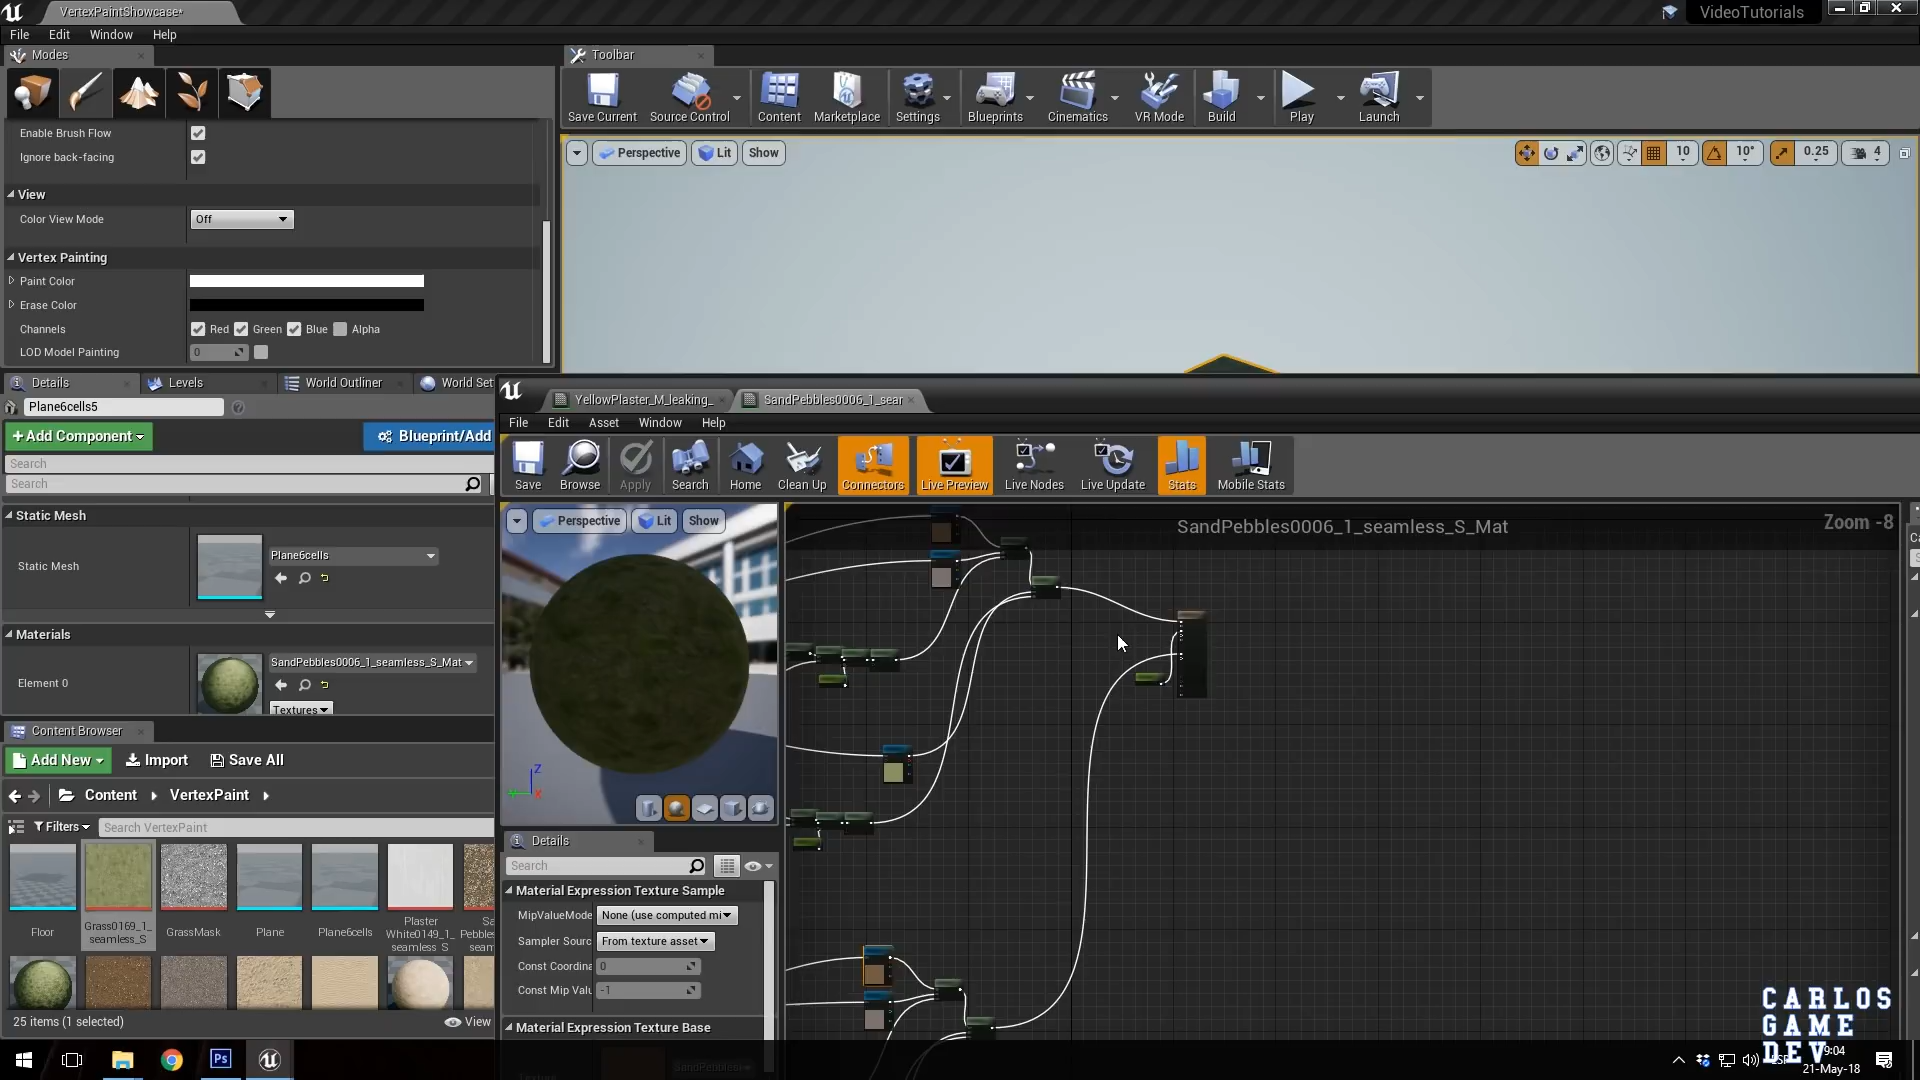 VertexPaintShowcase*
VideoTutorials
File Edit Window Help
Modes
Toolbar
Save Current
Source Control
Content
Marketplace
Settings
Blueprints
Cinematics
VR Mode
Build
Play
Launch
Enable Brush Flow
Ignore back-facing
View
Color View Mode
Off
Vertex Painting
Paint Color
Erase Color
Channels
Red Green Blue Alpha
LOD Model Painting
0
Perspective
Lit
Show
10
10°
0.25
4
Details
Levels
World Outliner
World Set
Plane6cells5
+Add Component
Blueprint/Add
Search
Search
Static Mesh
Static Mesh
Plane6cells
Materials
Element 0
SandPebbles0006_1_seamless_S_Mat
Textures
Content Browser
Add New
Import
Save All
Content
VertexPaint
Filters
Search VertexPaint
Floor
Grass0169_1_
seamless_S
GrassMask
Plane
Plane6cells
Plaster
White0149_1_
seamless_S
25 items (1 selected)
View
YellowPlaster_M_leaking_
SandPebbles0006_1_sear
File Edit Asset Window Help
Save
Browse
Apply
Search
Home
Clean Up
Connectors
Live Preview
Live Nodes
Live Update
Stats
Mobile Stats
Perspective
Lit
Show
SandPebbles0006_1_seamless_S_Mat
Zoom -8
Z
X
Details
Search
Material Expression Texture Sample
MipValueMode
None (use computed mi
Sampler Sourc
From texture asset
Const Coordina
0
Const Mip Valu
-1
Material Expression Texture Base
CARLOS
GAME
DEV
Ps
21-May-18